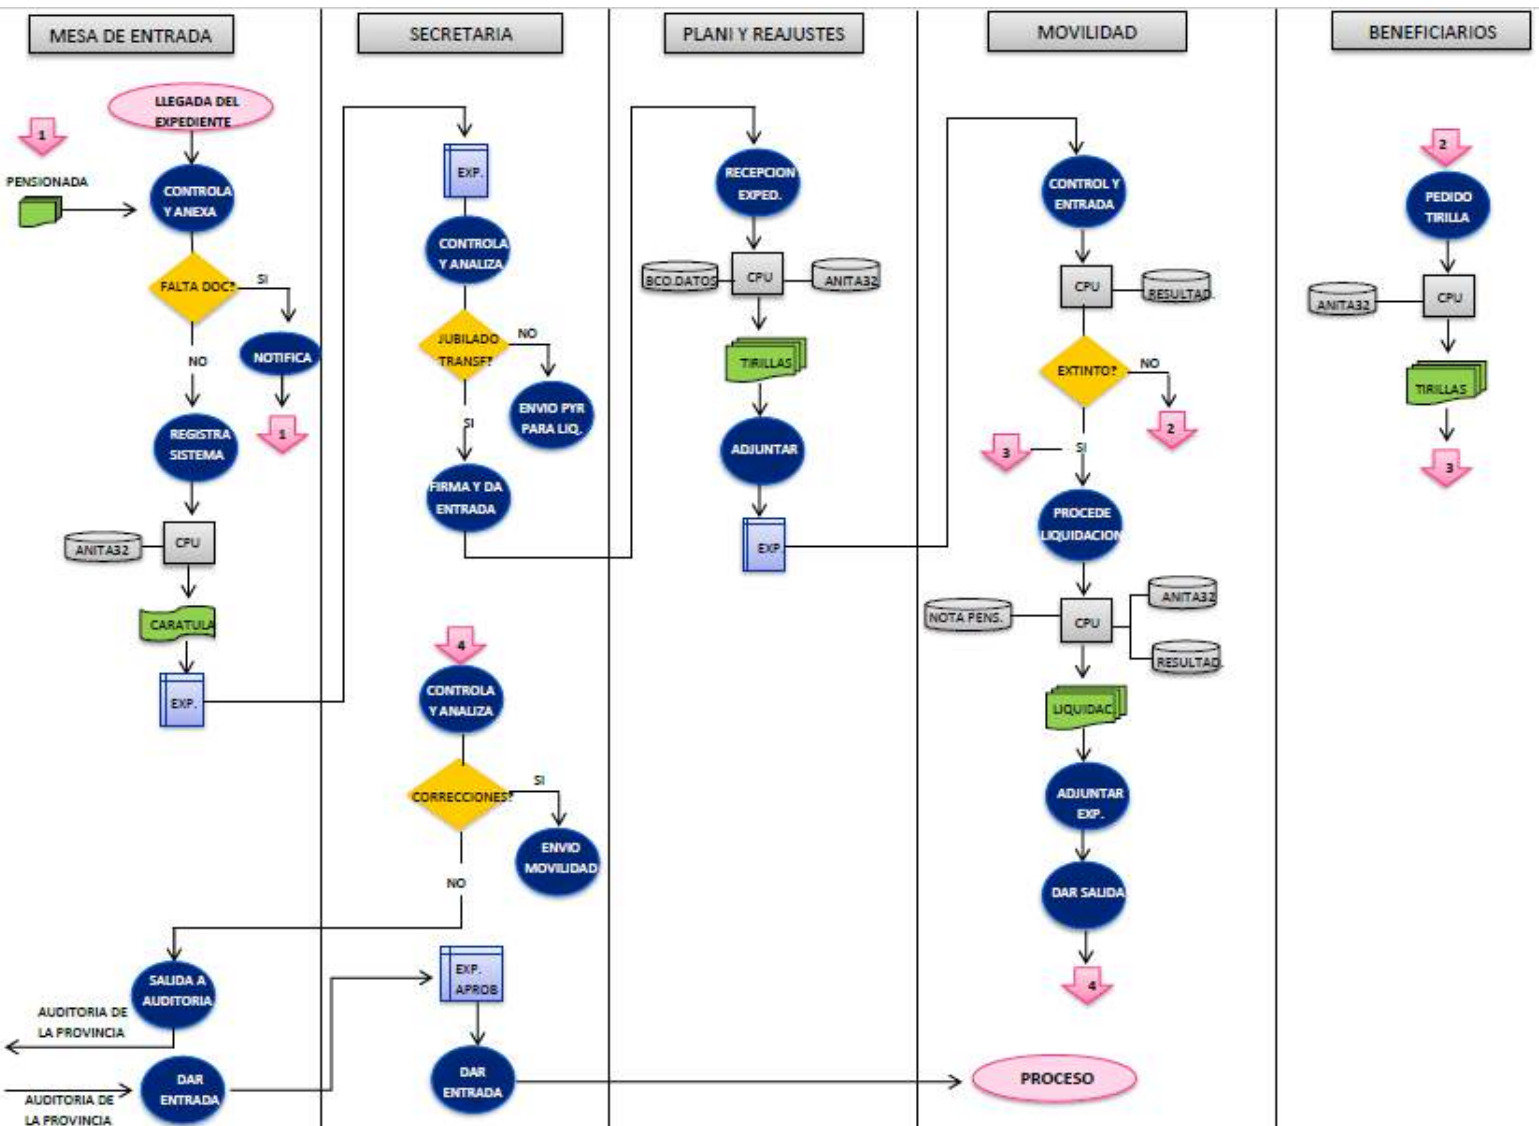 MESA DE ENTRADA
SECRETARIA
PLANI Y REAJUSTES
MOVILIDAD
BENEFICIARIOS
LLEGADA DEL
EXPEDIENTE
1
PENSIONADA
CONTROLA
Y ANEXA
FALTA DOC?
SI
NO
NOTIFICA
1
REGISTRA
SISTEMA
ANITA32
CPU
CARATULA
EXP.
SALIDA A
AUDITORIA
AUDITORIA DE
LA PROVINCIA
DAR
ENTRADA
AUDITORIA DE
LA PROVINCIA
EXP.
CONTROLA
Y ANALIZA
JUBILADO
TRANSF?
NO
ENVIO PYR
PARA LIQ.
SI
FIRMA Y DA
ENTRADA
4
CONTROLA
Y ANALIZA
CORRECCIONES?
SI
ENVIO
MOVILIDAD
NO
EXP.
APROB
DAR
ENTRADA
RECEPCION
EXPED.
BCO.DATOS
CPU
ANITA32
TIRILLAS
ADJUNTAR
EXP.
CONTROL Y
ENTRADA
CPU
RESULTAD.
EXTINTO?
NO
2
3
SI
PROCEDE
LIQUIDACION
NOTA PENS.
CPU
ANITA32
RESULTAD.
LIQUIDAC.
ADJUNTAR
EXP.
DAR SALIDA
4
PROCESO
2
PEDIDO
TIRILLA
ANITA32
CPU
TIRILLAS
3